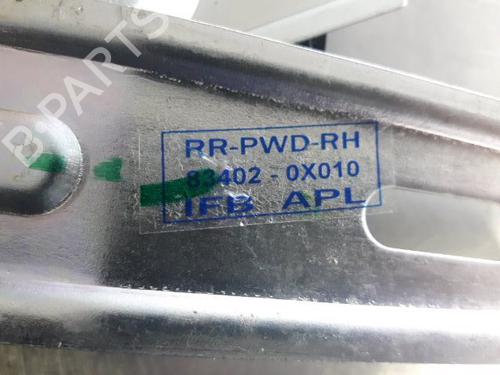 B-PARTS
RR-PWD-RH
83402 - 0X010
IFB APL